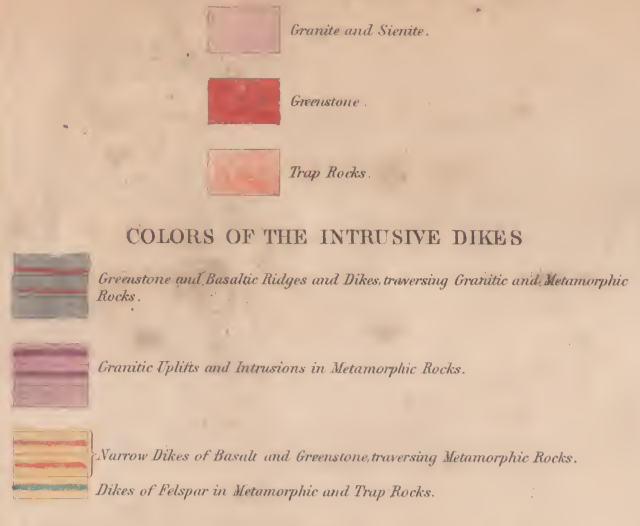 Granite and Sienite.
Greenstone.
Trap Rocks.
COLORS OF THE INTRUSIVE DIKES
Greenstone and Basaltic Ridges and Dikes, traversing Granitic and Metamorphic
Rocks.
Granitic Uplifts and Intrusions in Metamorphic Rocks.
Narrow Dikes of Basalt and Greenstone, traversing Metamorphic Rocks.
Dikes of Felspar in Metamorphic and Trap Rocks.